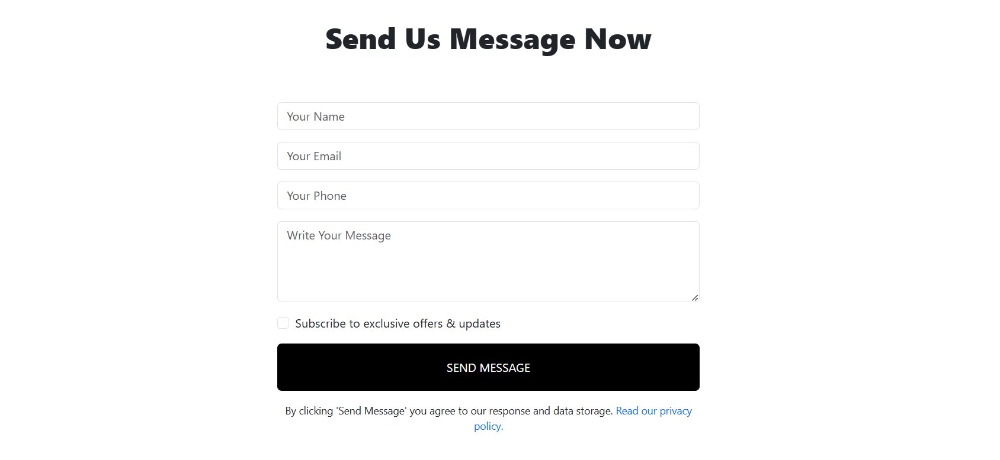 Send Us Message Now
Your Name
Your Email
Your Phone
Write Your Message
Subscribe to exclusive offers & updates
SEND MESSAGE
By clicking 'Send Message' you agree to our response and data storage. Read our privacy
policy.